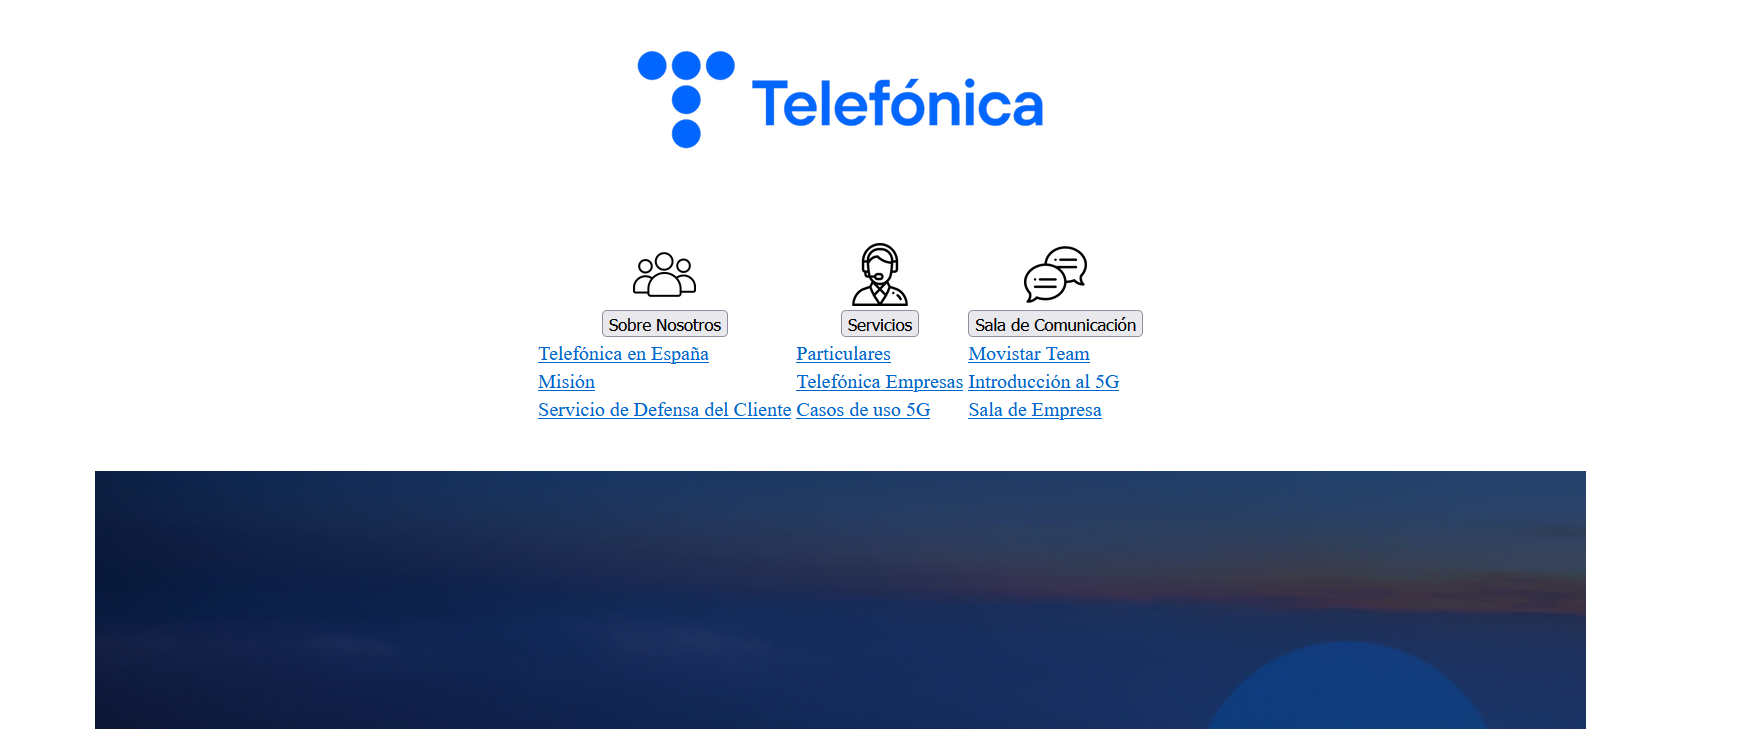 Telefónica
Sobre Nosotros Servicios Sala de Comunicación
Telefónica en España Particulares Movistar Team
Misión Telefónica Empresas Introducción al 5G
Servicio de Defensa del Cliente Casos de uso 5G Sala de Empresa